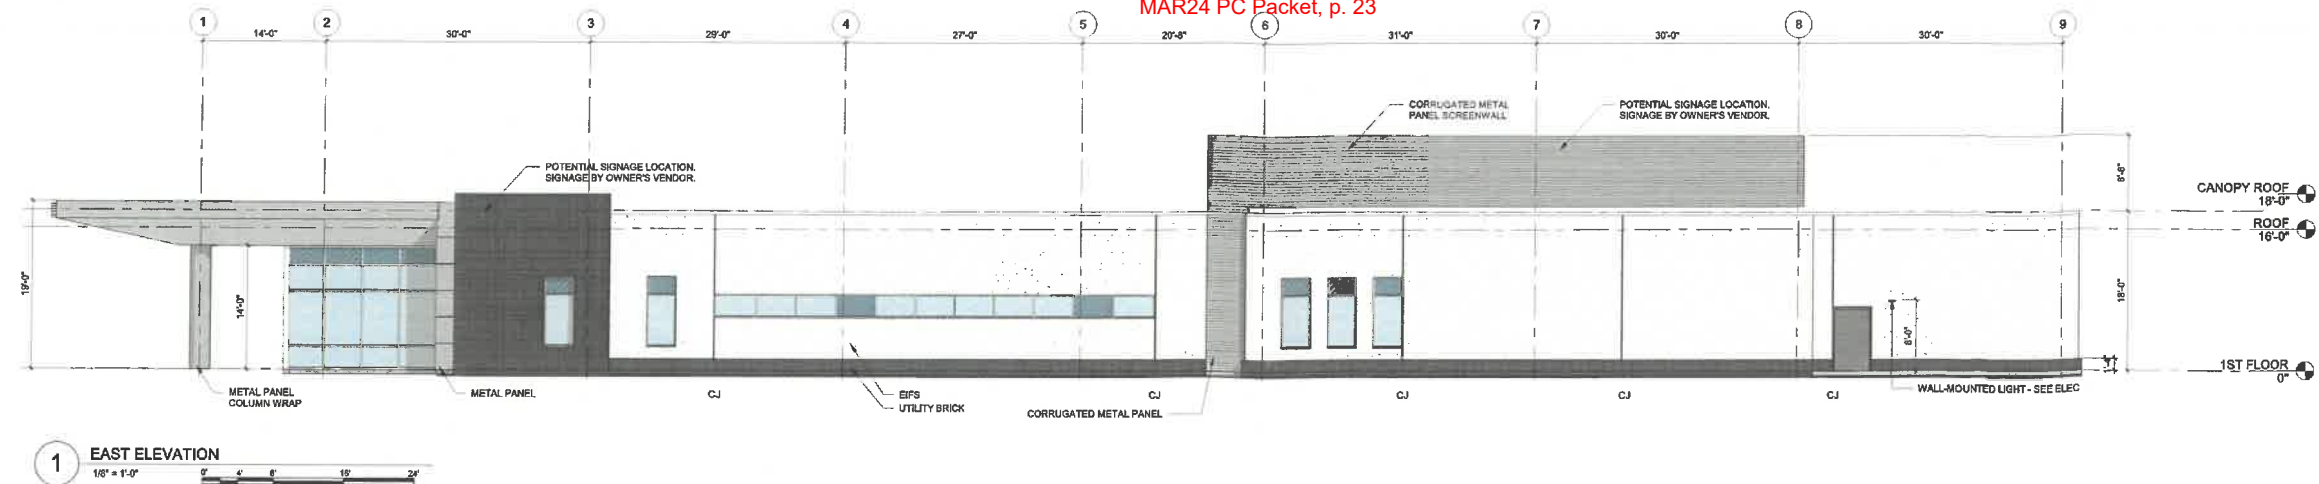 MAR24 PC Packet, p. 23
1 2 3 4 5 6 7 8 9
14'-0" 30'-0" 29'-0" 27'-0" 20'-8" 31'-0" 30'-0" 30'-0"
CORRUGATED METAL
PANEL SCREENWALL
POTENTIAL SIGNAGE LOCATION.
SIGNAGE BY OWNER'S VENDOR.
POTENTIAL SIGNAGE LOCATION.
SIGNAGE BY OWNER'S VENDOR.
CANOPY ROOF
18'-0"
ROOF
16'-0"
19'-0"
14'-0"
18'-0"
1ST FLOOR
0"
METAL PANEL
COLUMN WRAP
METAL PANEL
CJ
EIFS
UTILITY BRICK
CORRUGATED METAL PANEL
CJ
CJ
CJ
CJ
WALL-MOUNTED LIGHT - SEE ELEC
1 EAST ELEVATION
1/8" = 1'-0"
0' 4' 8' 16' 24'